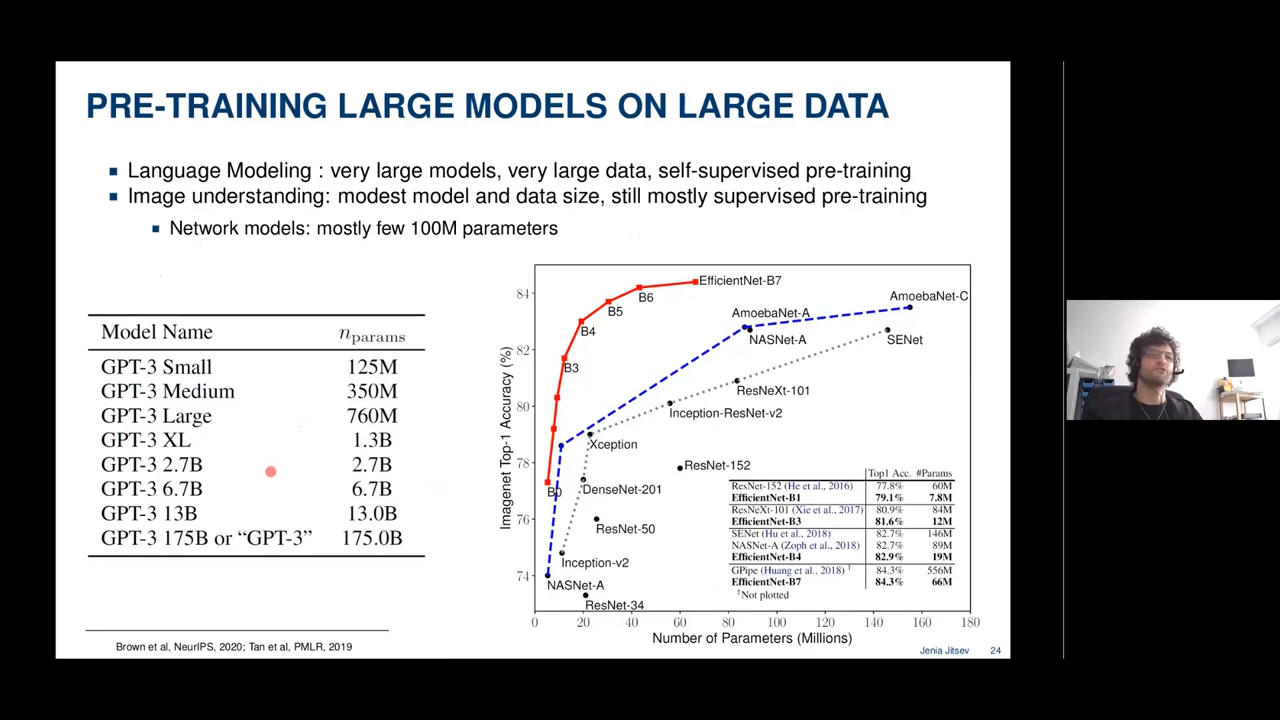 PRE-TRAINING LARGE MODELS ON LARGE DATA
Language Modeling : very large models, very large data, self-supervised pre-training
Image understanding: modest model and data size, still mostly supervised pre-training
Network models: mostly few 100M parameters
Model Name n_params
GPT-3 Small 125M
GPT-3 Medium 350M
GPT-3 Large 760M
GPT-3 XL 1.3B
GPT-3 2.7B 2.7B
GPT-3 6.7B 6.7B
GPT-3 13B 13.0B
GPT-3 175B or “GPT-3” 175.0B
Imagenet Top-1 Accuracy (%)
84
82
80
78
76
74
EfficientNet-B7
B6
B5
B4
B3
B0
AmoebaNet-C
AmoebaNet-A
NASNet-A
SENet
ResNeXt-101
Inception-ResNet-v2
Xception
ResNet-152
DenseNet-201
ResNet-50
Inception-v2
NASNet-A
ResNet-34
Top1 Acc. #Params
ResNet-152 (He et al., 2016) 77.8% 60M
EfficientNet-B1 79.1% 7.8M
ResNeXt-101 (Xie et al., 2017) 80.9% 84M
EfficientNet-B3 81.6% 12M
SENet (Hu et al., 2018) 82.7% 146M
NASNet-A (Zoph et al., 2018) 82.7% 89M
EfficientNet-B4 82.9% 19M
GPipe (Huang et al., 2018) † 84.3% 556M
EfficientNet-B7 84.3% 66M
†Not plotted
0 20 40 60 80 100 120 140 160 180
Number of Parameters (Millions)
Brown et al, NeurIPS, 2020; Tan et al, PMLR, 2019
Jenia Jitsev 24